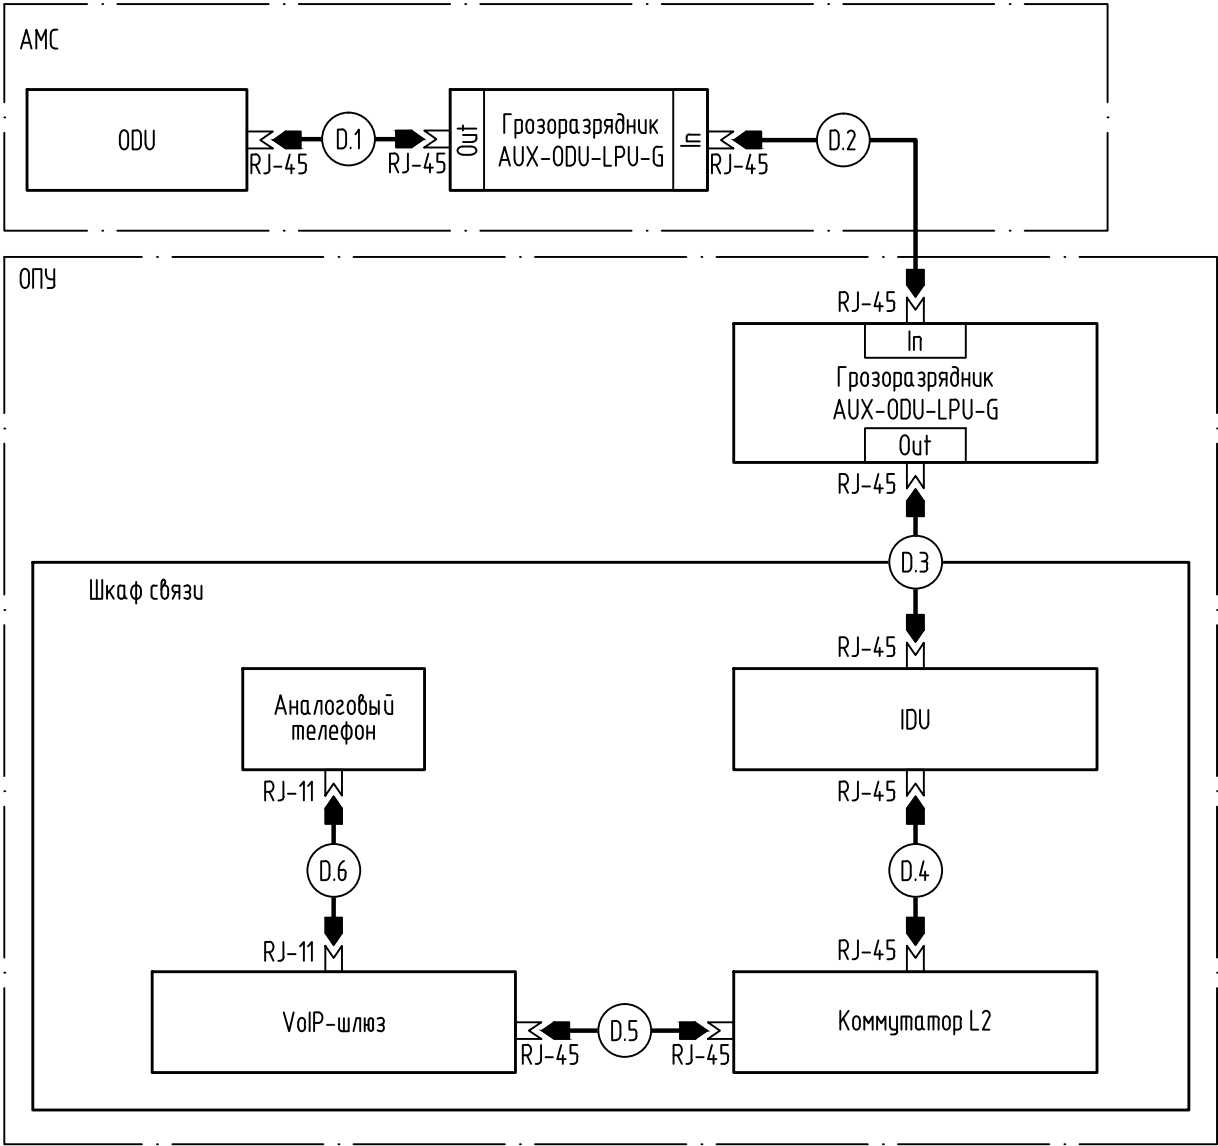 АМС
ODU
RJ-45
D.1
RJ-45
Out
Грозоразрядник
AUX-ODU-LPU-G
In
RJ-45
D.2
ОПУ
RJ-45
In
Грозоразрядник
AUX-ODU-LPU-G
Out
RJ-45
D.3
Шкаф связи
RJ-45
Аналоговый
телефон
IDU
RJ-11
RJ-45
D.6
D.4
RJ-11
RJ-45
VoIP-шлюз
RJ-45
D.5
RJ-45
Коммутатор L2